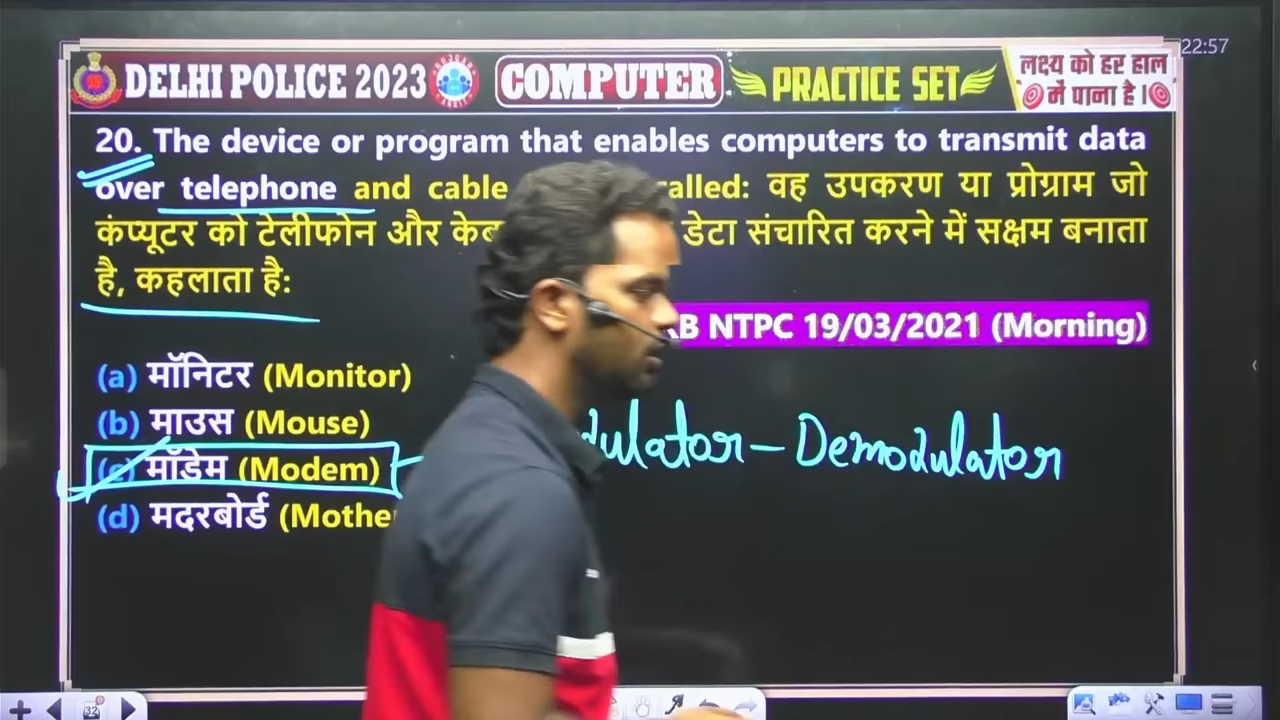 22:57
DELHI POLICE 2023 COMPUTER PRACTICE SET लक्ष्य को हर हाल
में पाना है।
20. The device or program that enables computers to transmit data
over telephone and cable called: वह उपकरण या प्रोग्राम जो
कंप्यूटर को टेलीफोन और डेटा संचारित करने में सक्षम बनाता
है, कहलाता है:
NTPC 19/03/2021 (Morning)
(a) मॉनिटर (Monitor)
(b) माउस (Mouse)
(c) मॉडेम (Modem) dulator - Demodulator
(d) मदरबोर्ड (Mothe
32